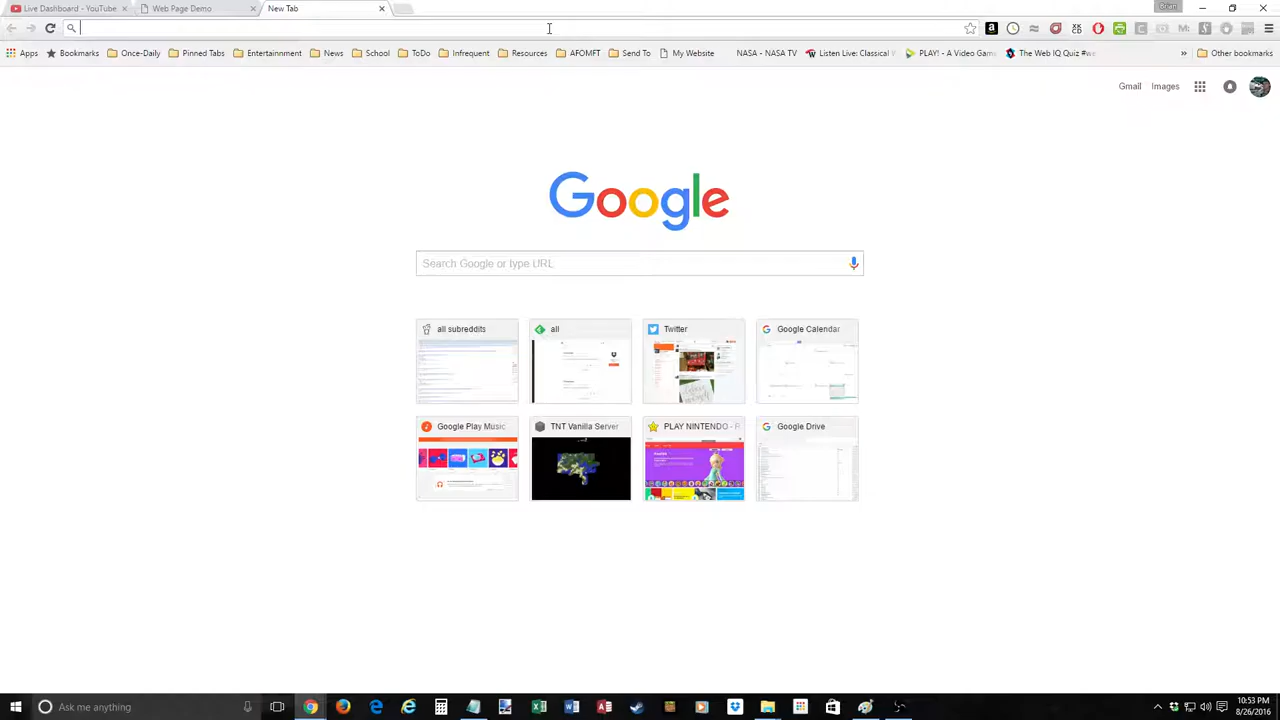 Live Dashboard - YouTube
Web Page Demo
New Tab
Brian
Apps
Bookmarks
Once-Daily
Pinned Tabs
Entertainment
News
School
ToDo
Infrequent
Resources
AFOMFT
Send To
My Website
NASA - NASA TV
Listen Live: Classical
PLAY! - A Video Gam
The Web IQ Quiz #we
»
Other bookmarks
Gmail
Images
Google
Search Google or type URL
all subreddits
all
Twitter
Google Calendar
Google Play Music
TNT Vanilla Server
PLAY NINTENDO - P
Google Drive
Ask me anything
10:53 PM
8/26/2016